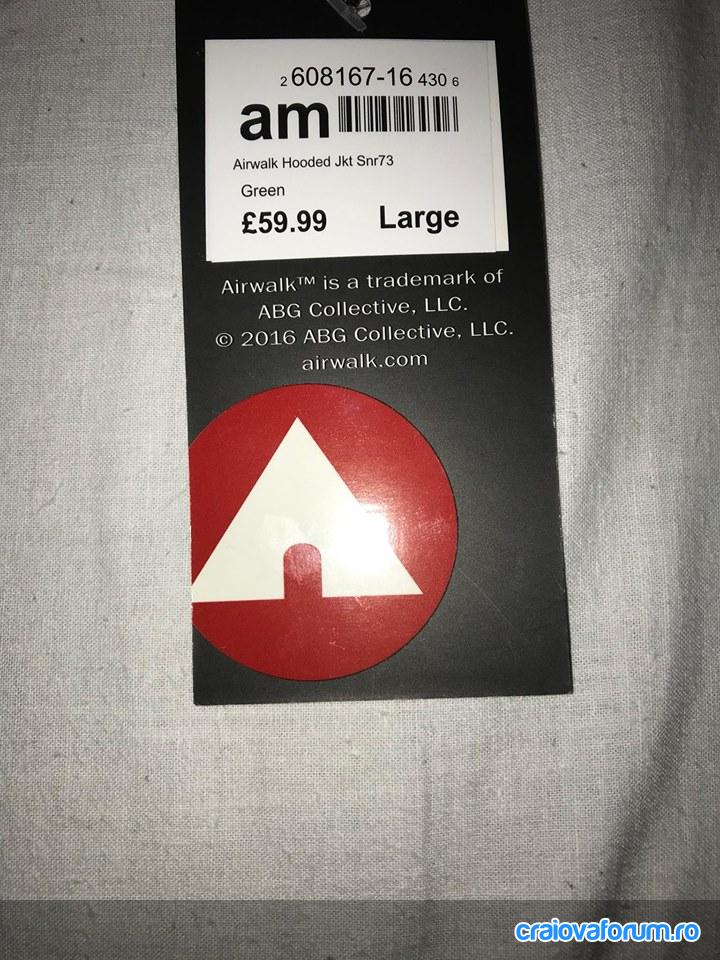 2 608167-16 430 6
am
Airwalk Hooded Jkt Snr73
Green
£59.99 Large
Airwalk™ is a trademark of
ABG Collective, LLC.
© 2016 ABG Collective, LLC.
airwalk.com
craiovaforum.ro